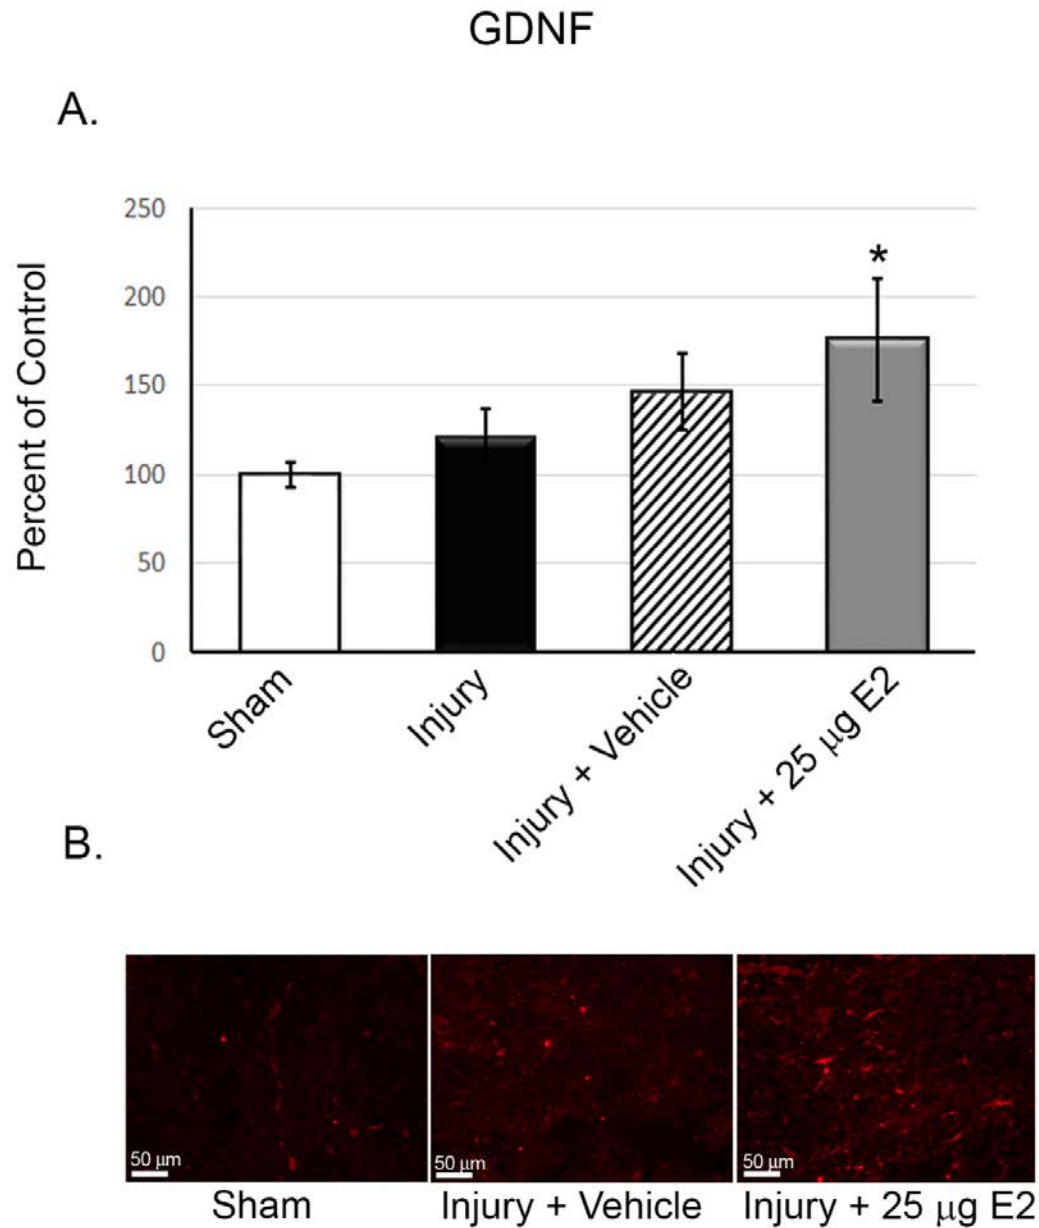 GDNF
A.
Percent of Control
250
200
150
100
50
0
*
Sham
Injury
Injury + Vehicle
Injury + 25 μg E2
B.
50 μm
50 μm
50 μm
Sham
Injury + Vehicle
Injury + 25 μg E2